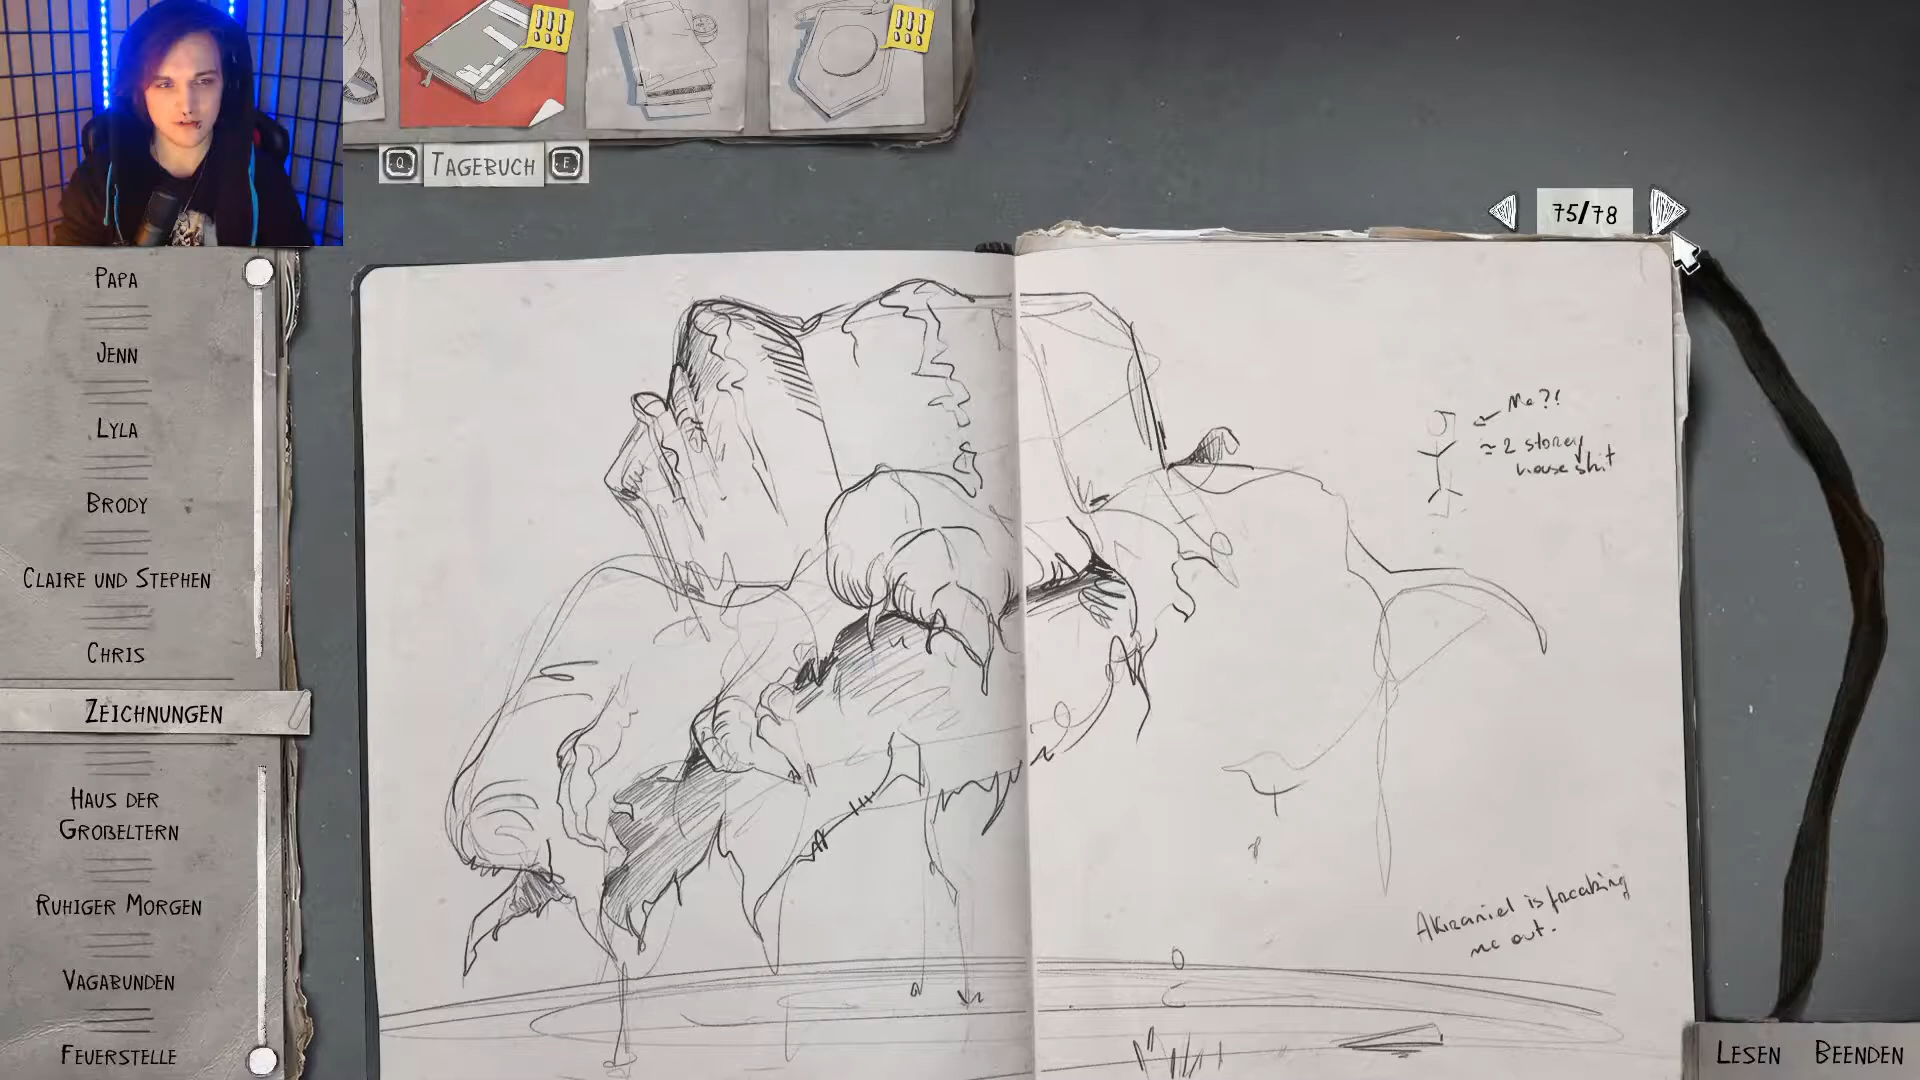 !!!
!!!
Q TAGEBUCH E
75/78
PAPA
JENN
LYLA
BRODY
CLAIRE UND STEPHEN
CHRIS
ZEICHNUNGEN
HAUS DER
GROßELTERN
RUHIGER MORGEN
VAGABUNDEN
FEUERSTELLE
Me?!
≈ 2 storey
house shit
Akiraniel is freaking
me out.
LESEN BEENDEN